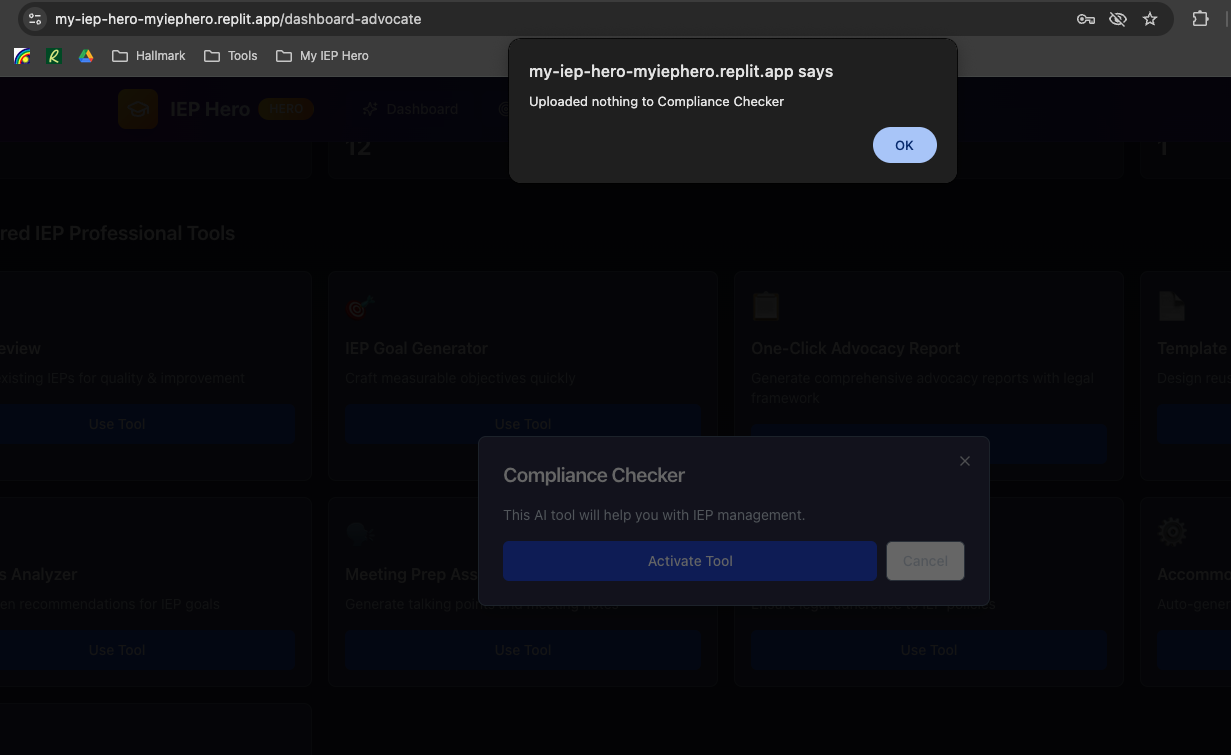 my-iep-hero-myiephero.replit.app/dashboard-advocate
Hallmark
Tools
My IEP Hero
my-iep-hero-myiephero.replit.app says
Uploaded nothing to Compliance Checker
OK
IEP Hero
HERO
Dashboard
12
1
red IEP Professional Tools
eview
xisting IEPs for quality & improvement
Use Tool
IEP Goal Generator
Craft measurable objectives quickly
Use Tool
One-Click Advocacy Report
Generate comprehensive advocacy reports with legal
framework
Template
Design reus
Compliance Checker
This AI tool will help you with IEP management.
Activate Tool
Cancel
s Analyzer
en recommendations for IEP goals
Use Tool
Meeting Prep Ass
Generate talking poin
Use Tool
Use Tool
Accommo
Auto-gener